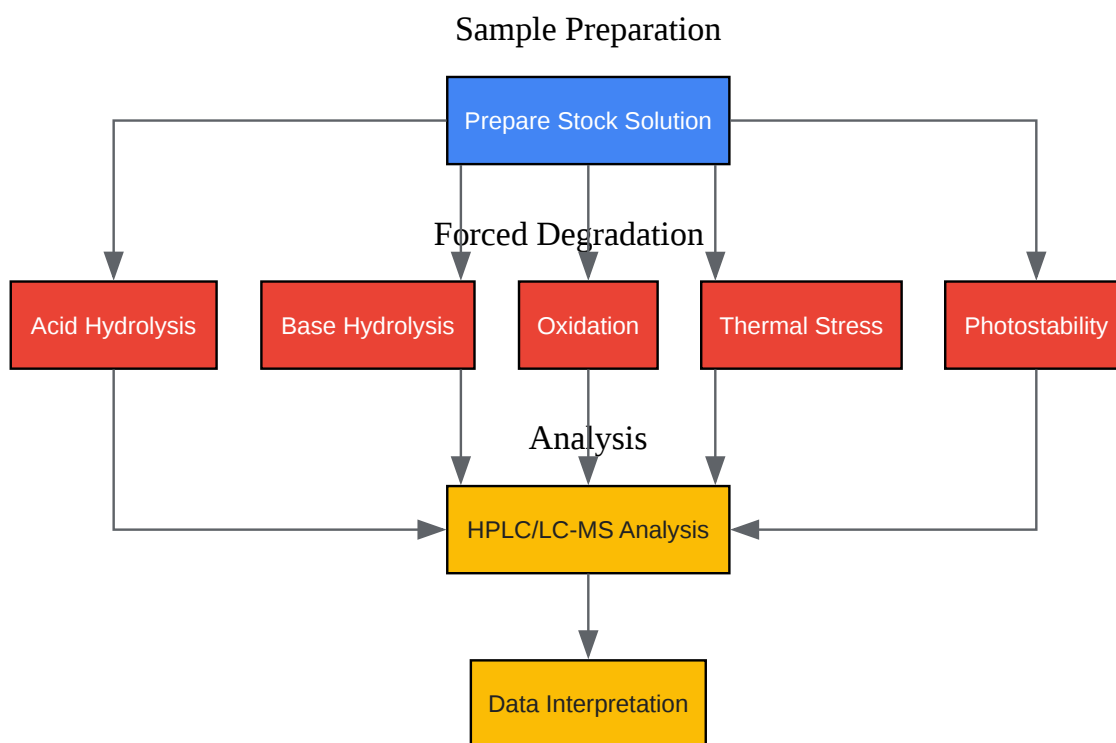 Sample Preparation
Prepare Stock Solution
Forced Degradation
Acid Hydrolysis
Base Hydrolysis
Oxidation
Thermal Stress
Photostability
Analysis
HPLC/LC-MS Analysis
Data Interpretation